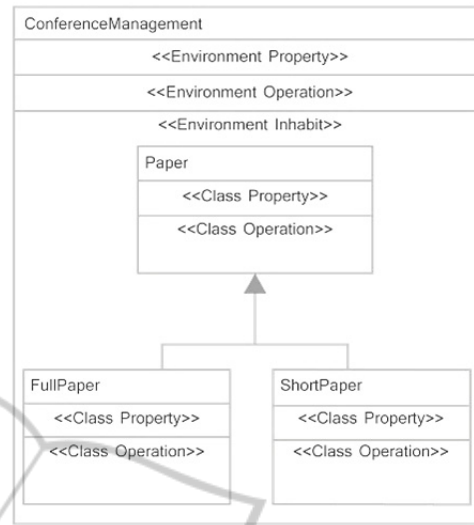 ConferenceManagement
<<Environment Property>>
<<Environment Operation>>
<<Environment Inhabit>>
Paper
<<Class Property>>
<<Class Operation>>
FullPaper
<<Class Property>>
<<Class Operation>>
ShortPaper
<<Class Property>>
<<Class Operation>>